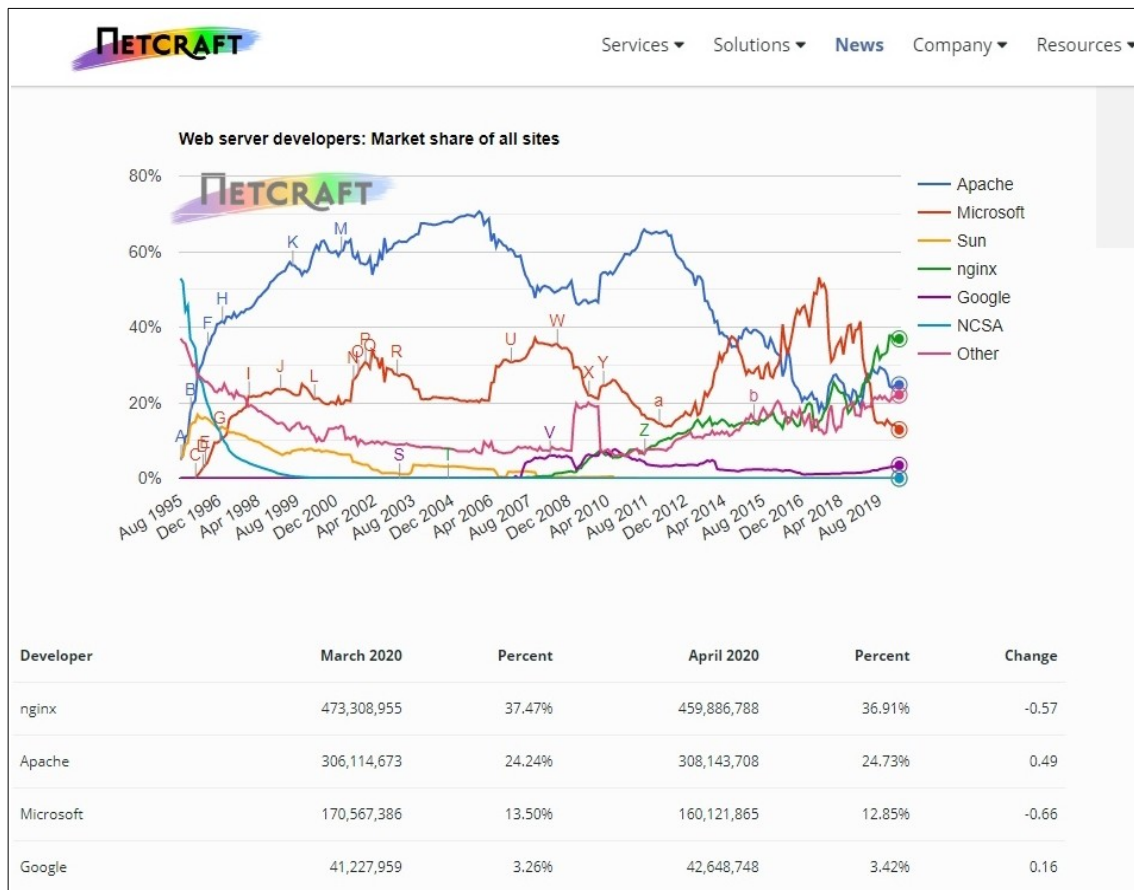 NETCRAFT
Services Solutions News Company Resources
Web server developers: Market share of all sites
NETCRAFT
80%
60%
40%
20%
0%
A
B
C
E
F
G
H
I
J
K
L
M
N
O
P
Q
R
S
T
U
V
W
X
Y
Z
a
b
Aug 1995
Dec 1996
Apr 1998
Aug 1999
Dec 2000
Apr 2002
Aug 2003
Dec 2004
Apr 2006
Aug 2007
Dec 2008
Apr 2010
Aug 2011
Dec 2012
Apr 2014
Aug 2015
Dec 2016
Apr 2018
Aug 2019
Apache
Microsoft
Sun
nginx
Google
NCSA
Other
Developer March 2020 Percent April 2020 Percent Change
nginx 473,308,955 37.47% 459,886,788 36.91% -0.57
Apache 306,114,673 24.24% 308,143,708 24.73% 0.49
Microsoft 170,567,386 13.50% 160,121,865 12.85% -0.66
Google 41,227,959 3.26% 42,648,748 3.42% 0.16